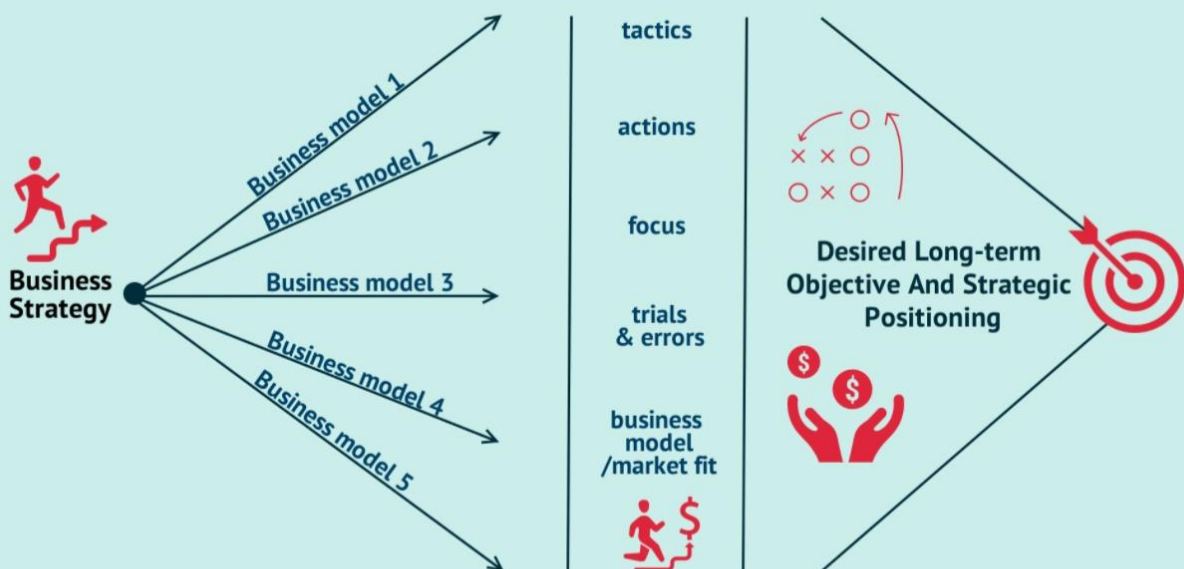 Business
Strategy
Business model 1
Business model 2
Business model 3
Business model 4
Business model 5
tactics
actions
focus
trials
& errors
business
model
/market fit
$
O
× × O
O × O
Desired Long-term
Objective And Strategic
Positioning
$
$